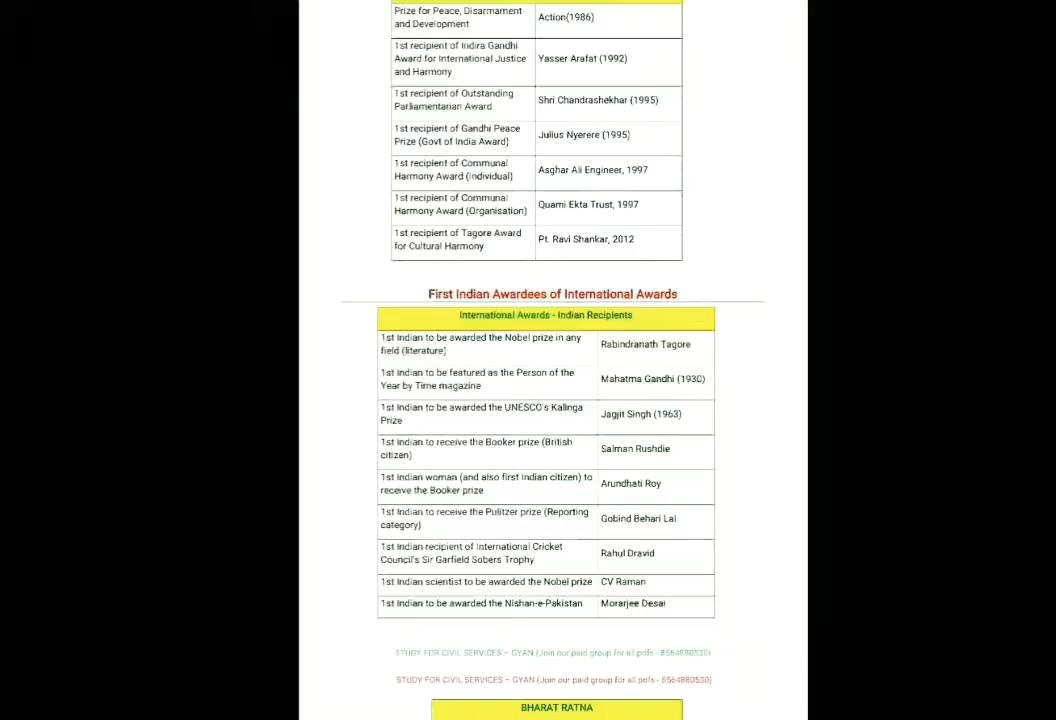 Prize for Peace, Disarmament
and Development
Action(1986)
1st recipient of Indira Gandhi
Award for International Justice
and Harmony
Yasser Arafat (1992)
1st recipient of Outstanding
Parliamentarian Award
Shri Chandrashekhar (1995)
1st recipient of Gandhi Peace
Prize (Govt of India Award)
Julius Nyerere (1995)
1st recipient of Communal
Harmony Award (Individual)
Asghar Ali Engineer, 1997
1st recipient of Communal
Harmony Award (Organisation)
Quami Ekta Trust, 1997
1st recipient of Tagore Award
for Cultural Harmony
Pt. Ravi Shankar, 2012
First Indian Awardees of International Awards
International Awards - Indian Recipients
1st Indian to be awarded the Nobel prize in any
field (literature)
Rabindranath Tagore
1st Indian to be featured as the Person of the
Year by Time magazine
Mahatma Gandhi (1930)
1st Indian to be awarded the UNESCO's Kalinga
Prize
Jagjit Singh (1963)
1st Indian to receive the Booker prize (British
citizen)
Salman Rushdie
1st Indian woman (and also first Indian citizen) to
receive the Booker prize
Arundhati Roy
1st Indian to receive the Pulitzer prize (Reporting
category)
Gobind Behari Lal
1st Indian recipient of International Cricket
Council's Sir Garfield Sobers Trophy
Rahul Dravid
1st Indian scientist to be awarded the Nobel prize
CV Raman
1st Indian to be awarded the Nishan-e-Pakistan
Morarjee Desai
STUDY FOR CIVIL SERVICES – GYAN (Join our paid group for all pdfs - 8564880530)
STUDY FOR CIVIL SERVICES – GYAN (Join our paid group for all pdfs - 8564880530)
BHARAT RATNA